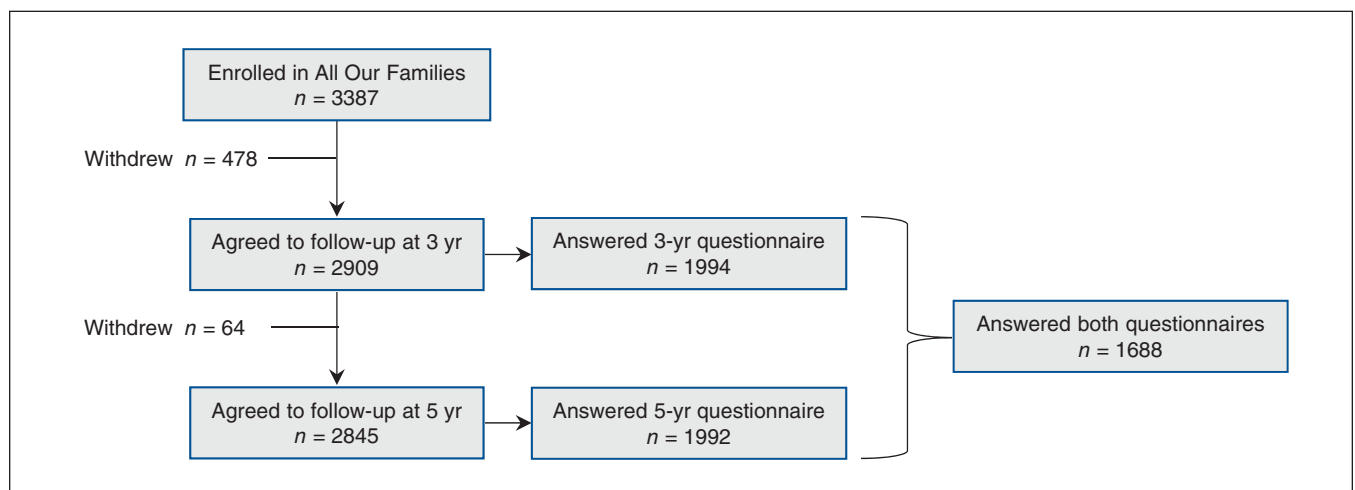 Enrolled in All Our Families
n = 3387
Withdrew n = 478
Agreed to follow-up at 3 yr
n = 2909
Answered 3-yr questionnaire
n = 1994
Withdrew n = 64
Answered both questionnaires
n = 1688
Agreed to follow-up at 5 yr
n = 2845
Answered 5-yr questionnaire
n = 1992